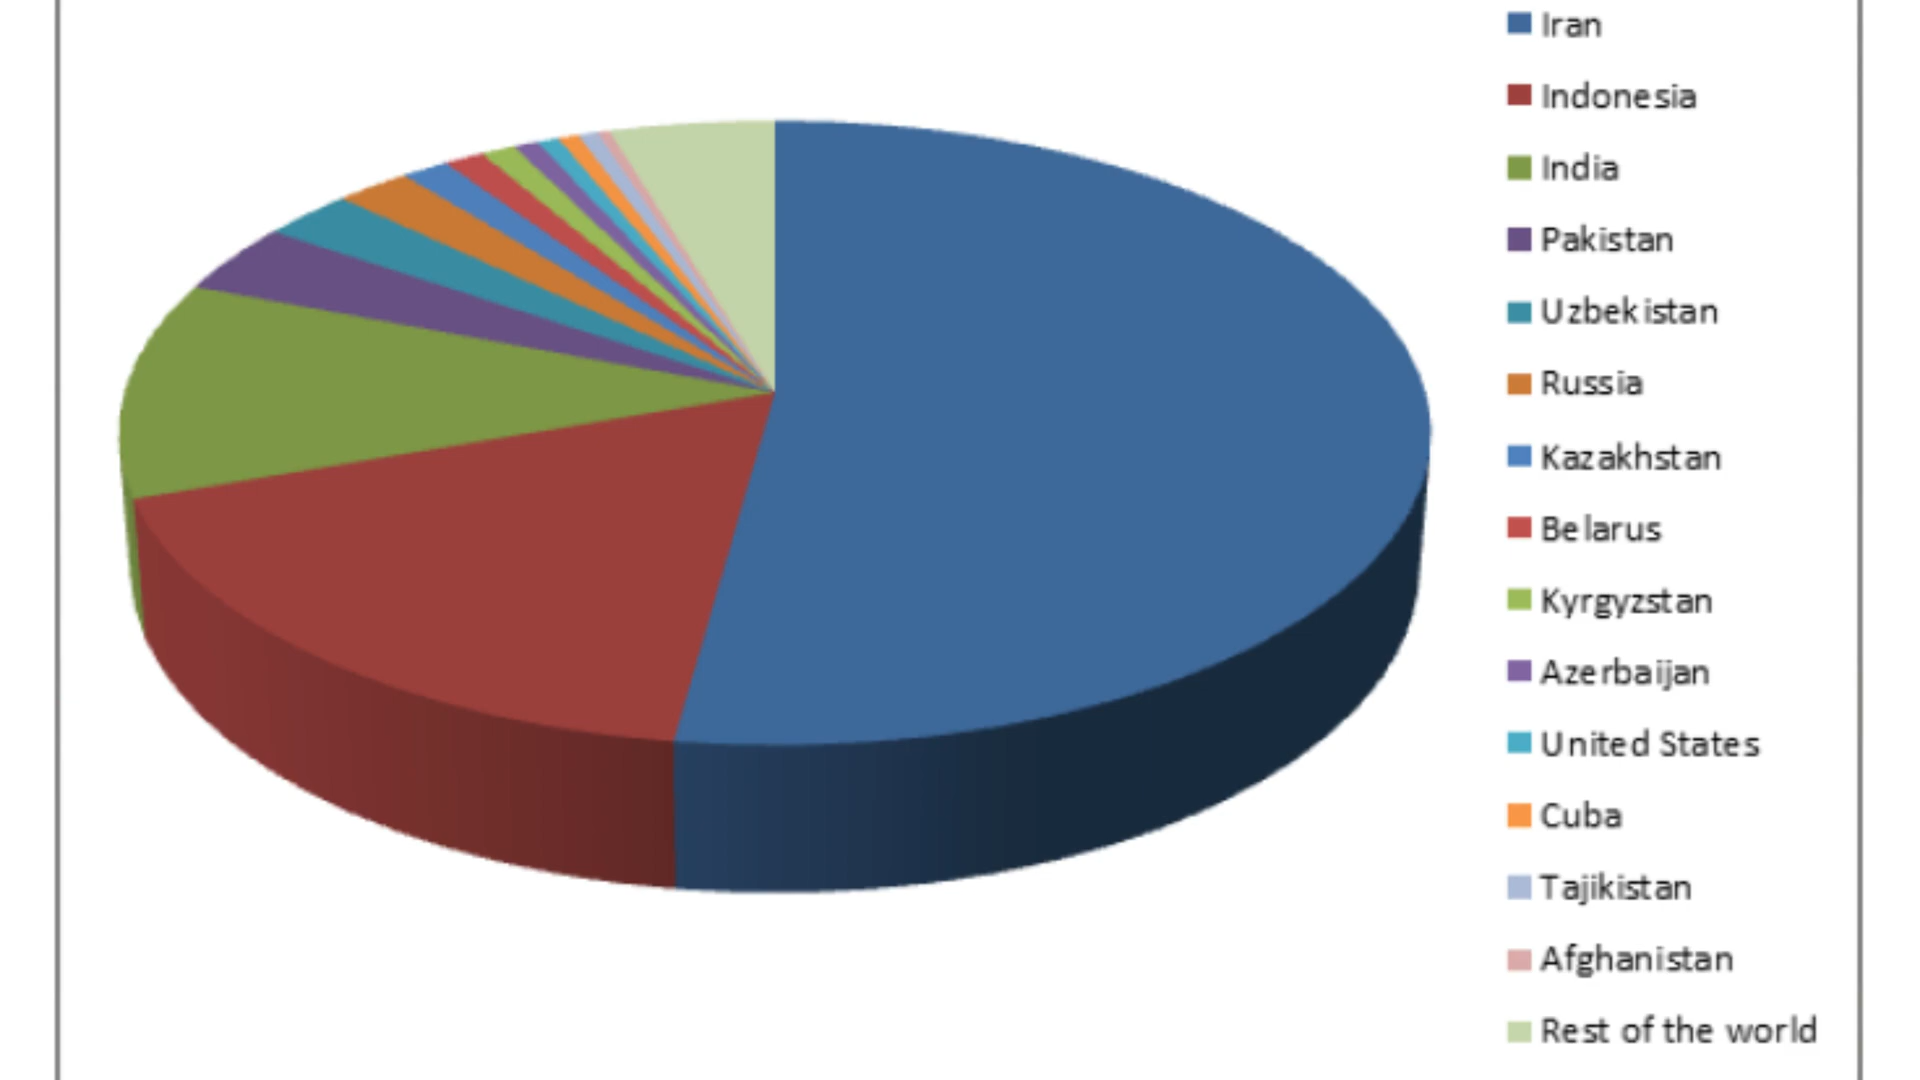 Iran
Indonesia
India
Pakistan
Uzbekistan
Russia
Kazakhstan
Belarus
Kyrgyzstan
Azerbaijan
United States
Cuba
Tajikistan
Afghanistan
Rest of the world